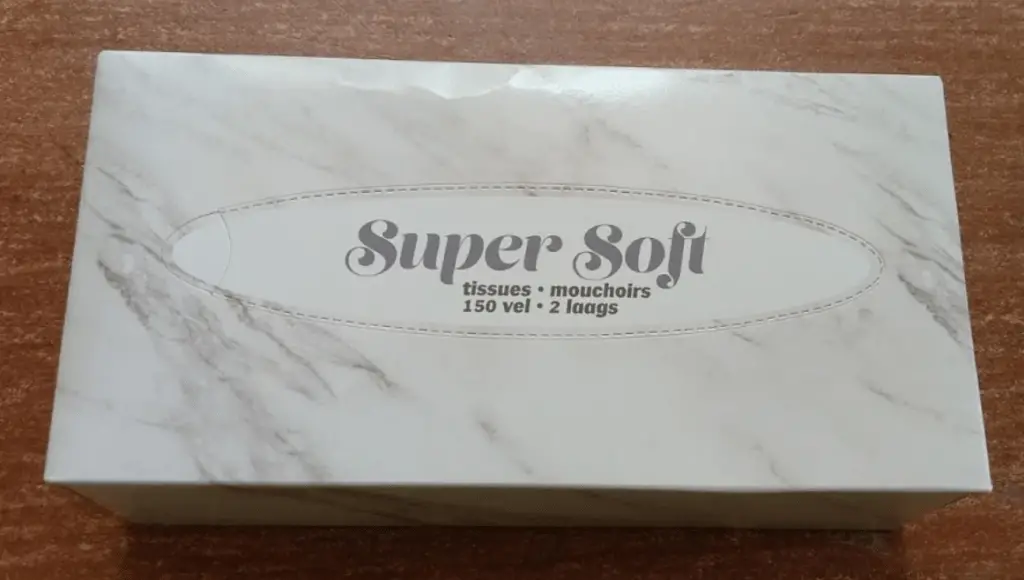 Super Soft
tissues • mouchoirs
150 vel • 2 laags